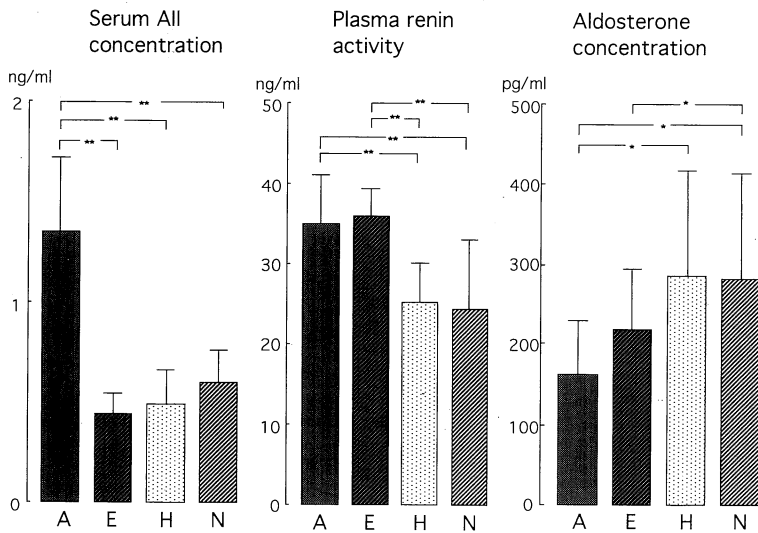 Serum AII
concentration
ng/ml
2
1
0
**
**
**
A E H N
Plasma renin
activity
ng/ml
50
40
30
20
10
0
**
**
**
**
A E H N
Aldosterone
concentration
pg/ml
500
400
300
200
100
0
*
*
*
A E H N